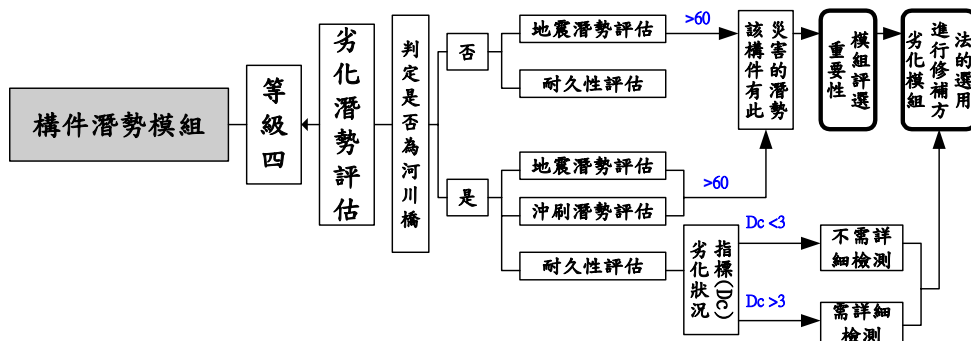 構件潛勢模組
等級四
劣化潛勢評估
判定是否為河川橋
否
地震潛勢評估
耐久性評估
>60
災害的潛勢
該構件有此
模組評選
重要性
法的選用
進行修補方
劣化模組
是
地震潛勢評估
沖刷潛勢評估
耐久性評估
>60
指標(Dc)
劣化狀況
Dc <3
不需詳
細檢測
Dc >3
需詳細
檢測